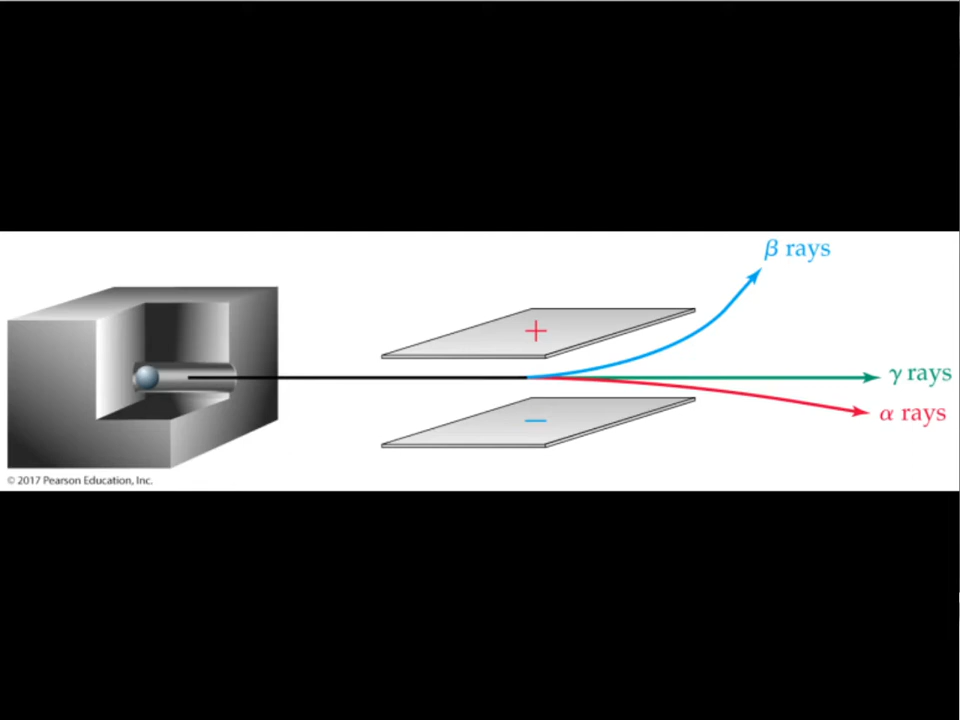 β rays
+
γ rays
α rays
−
© 2017 Pearson Education, Inc.